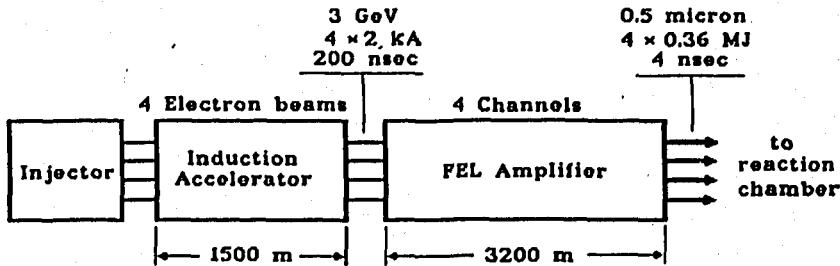 3 GeV
4 × 2, kA
200 nsec
0.5 micron
4 × 0.36 MJ
4 nsec
4 Electron beams
4 Channels
Injector
Induction
Accelerator
FEL Amplifier
to
reaction
chamber
1500 m
3200 m